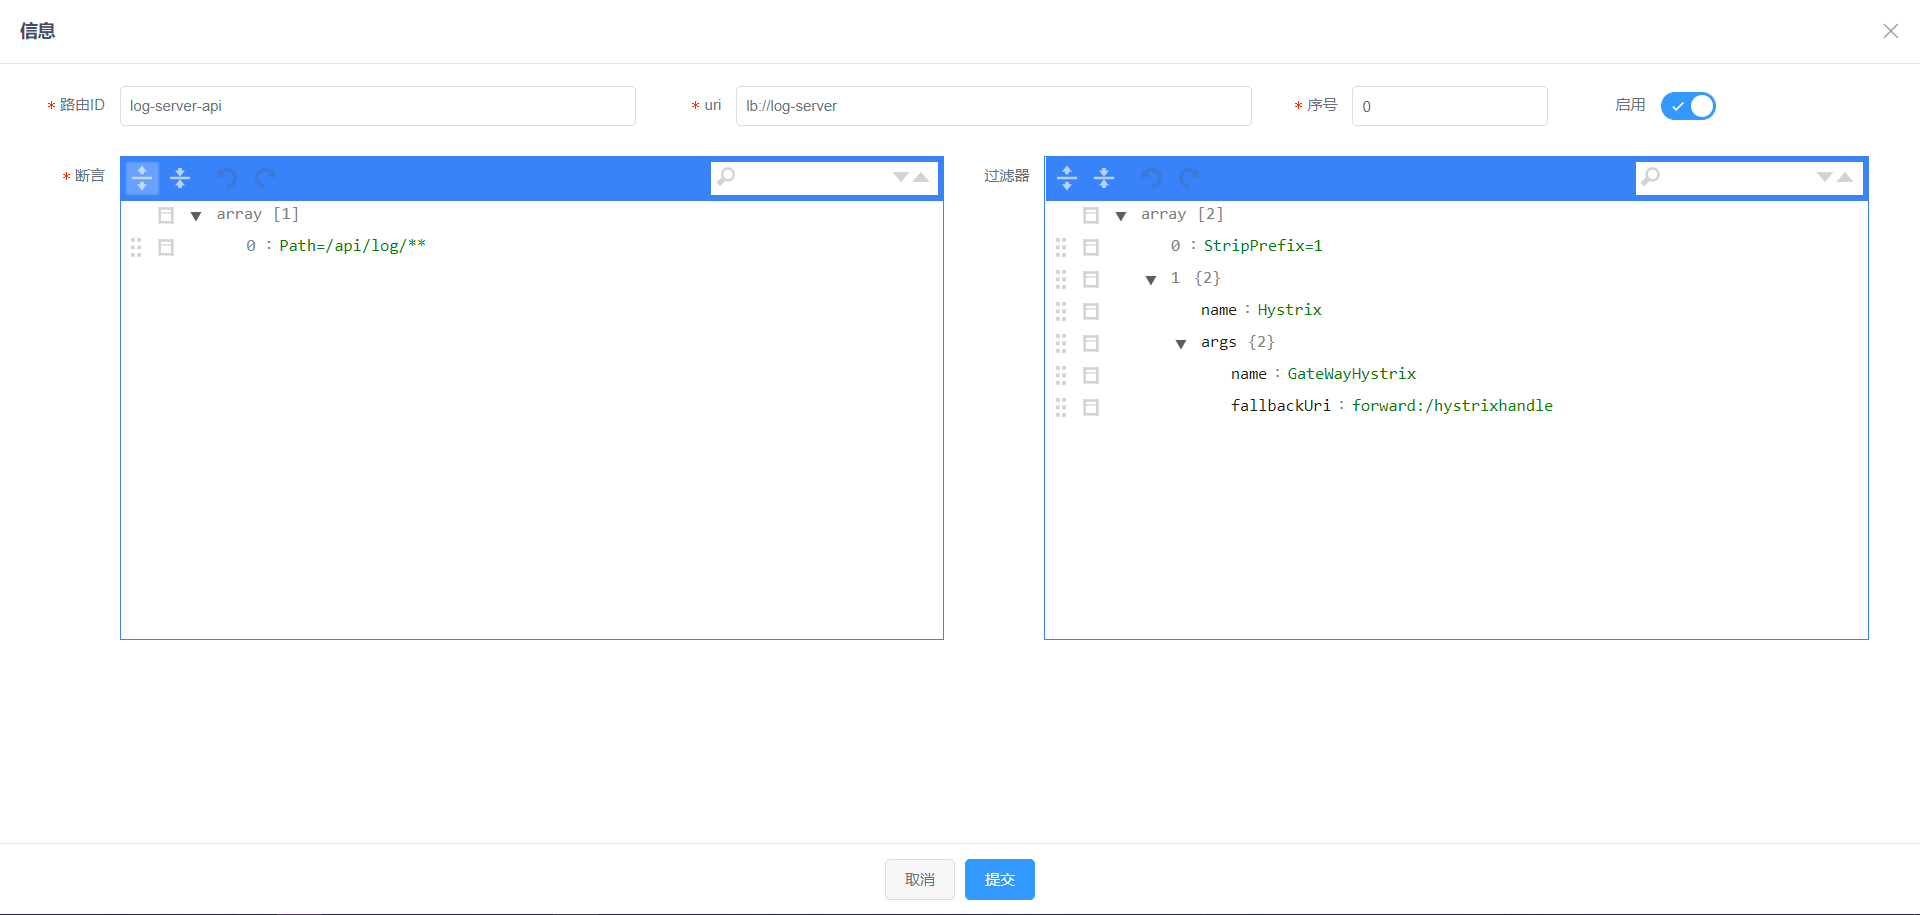 信息
* 路由ID log-server-api * uri lb://log-server * 序号 0 启用
* 断言
array [1]
0 : Path=/api/log/**
过滤器
array [2]
0 : StripPrefix=1
1 {2}
name : Hystrix
args {2}
name : GateWayHystrix
fallbackUri : forward:/hystrixhandle
取消 提交